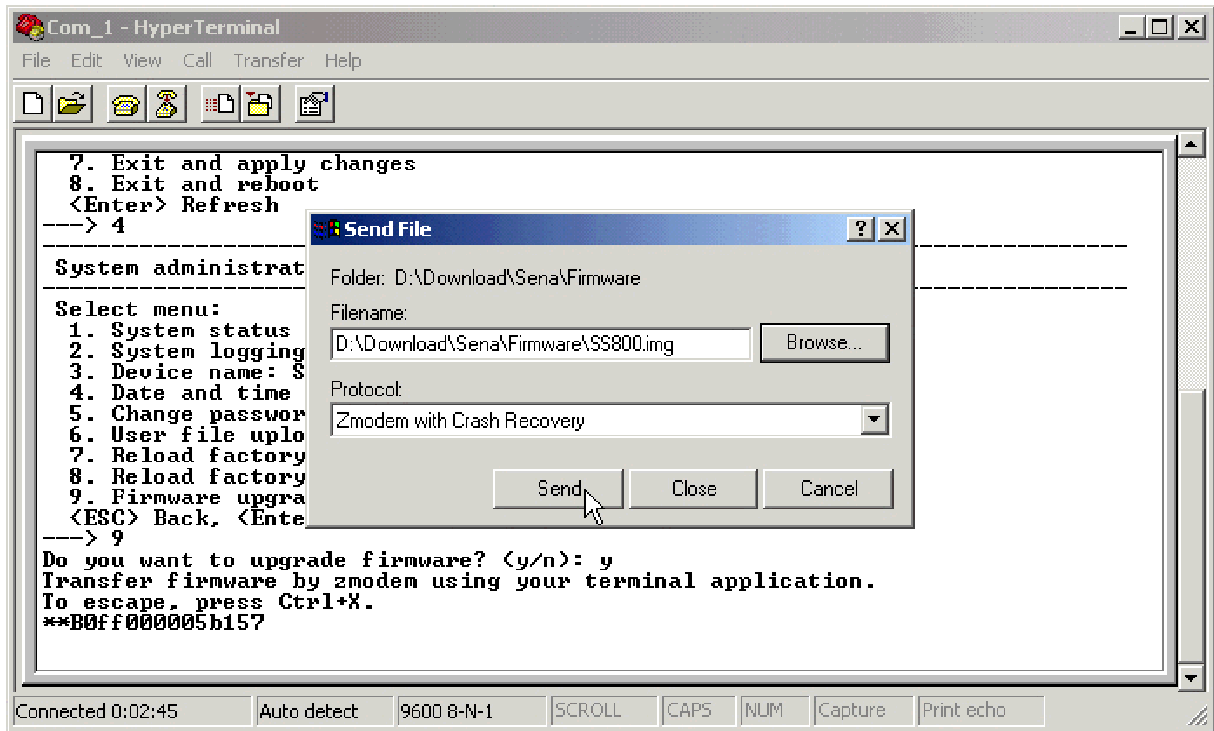 Com_1 - HyperTerminal
File Edit View Call Transfer Help
7. Exit and apply changes
8. Exit and reboot
<Enter> Refresh
---> 4
System administrat
Select menu:
1. System status
2. System logging
3. Device name: S
4. Date and time
5. Change passwor
6. User file uplo
7. Reload factory
8. Reload factory
9. Firmware upgra
<ESC> Back, <Ente
---> 9
Do you want to upgrade firmware? (y/n): y
Transfer firmware by zmodem using your terminal application.
To escape, press Ctrl+X.
**B0ff000005b157
Send File
Folder: D:\Download\Sena\Firmware
Filename:
D:\Download\Sena\Firmware\SS800.img
Browse...
Protocol:
Zmodem with Crash Recovery
Send Close Cancel
Connected 0:02:45 Auto detect 9600 8-N-1 SCROLL CAPS NUM Capture Print echo